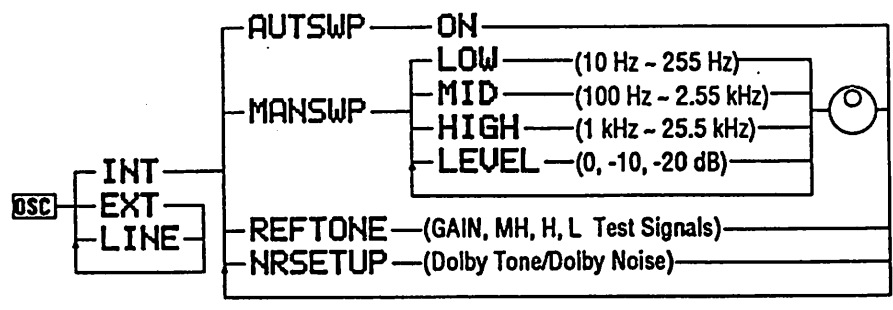 AUTSWP ON
LOW (10 Hz ~ 255 Hz)
MID (100 Hz ~ 2.55 kHz)
MANSWP
HIGH (1 kHz ~ 25.5 kHz)
LEVEL (0, -10, -20 dB)
INT
OSC EXT
LINE
REFTONE (GAIN, MH, H, L Test Signals)
NRSETUP (Dolby Tone/Dolby Noise)